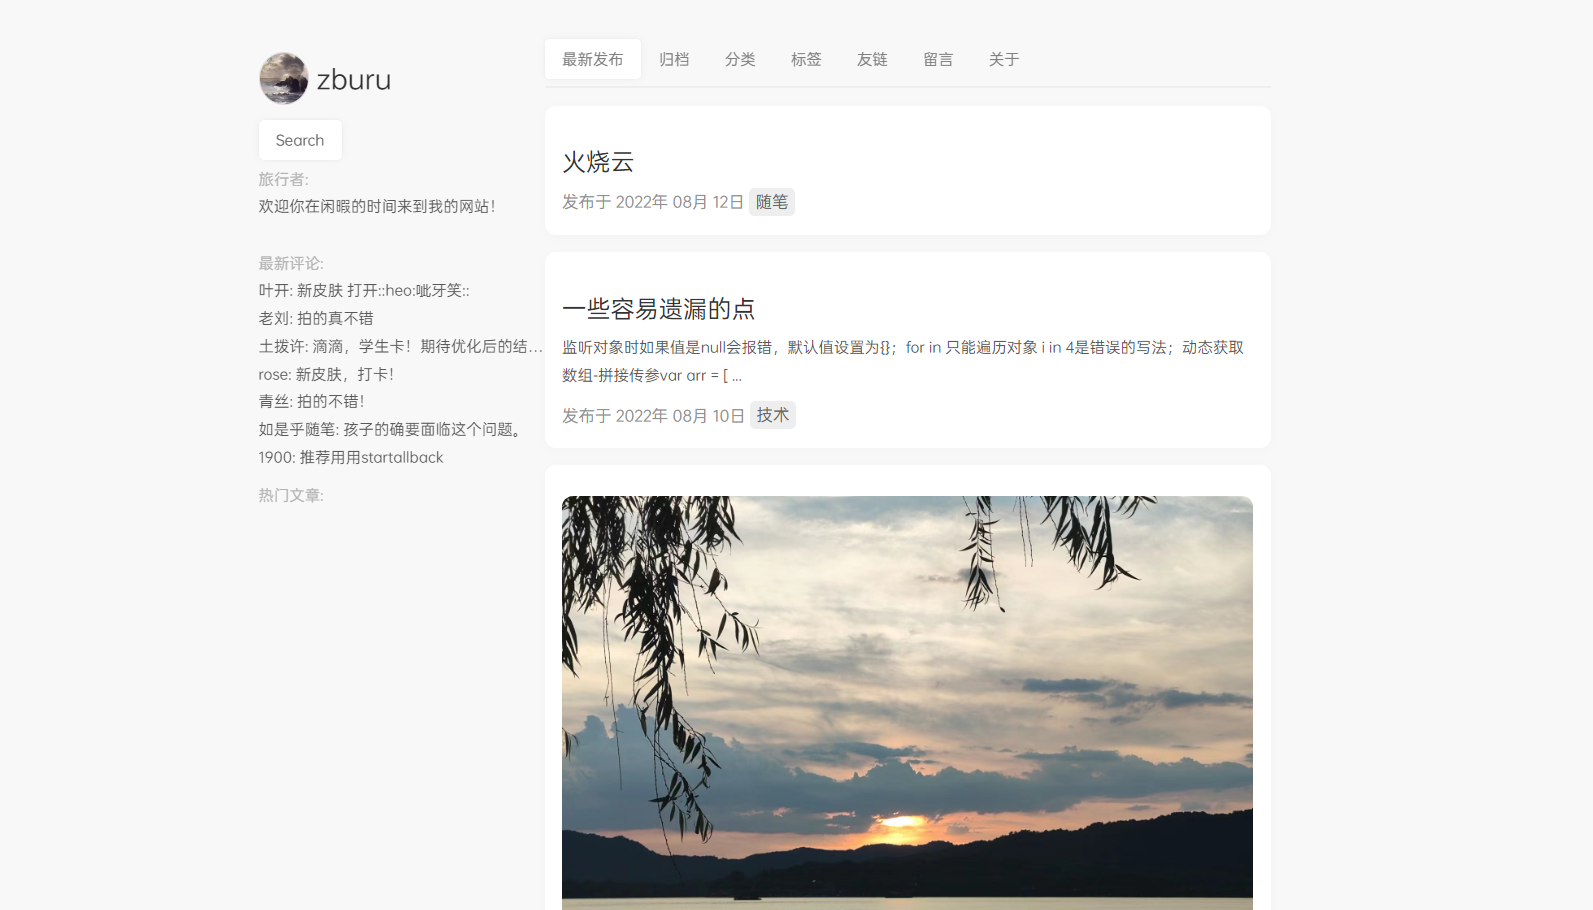 zburu
Search
旅行者:
欢迎你在闲暇的时间来到我的网站！
最新评论:
叶开: 新皮肤 打开::heo:呲牙笑::
老刘: 拍的真不错
土拨许: 滴滴，学生卡！期待优化后的结...
rose: 新皮肤，打卡！
青丝: 拍的不错！
如是乎随笔: 孩子的确要面临这个问题。
1900: 推荐用用startallback
热门文章:
最新发布 归档 分类 标签 友链 留言 关于
火烧云
发布于 2022年 08月 12日 随笔
一些容易遗漏的点
监听对象时如果值是null会报错，默认值设置为{}；for in 只能遍历对象 i in 4是错误的写法；动态获取
数组-拼接传参var arr = [ ...
发布于 2022年 08月 10日 技术